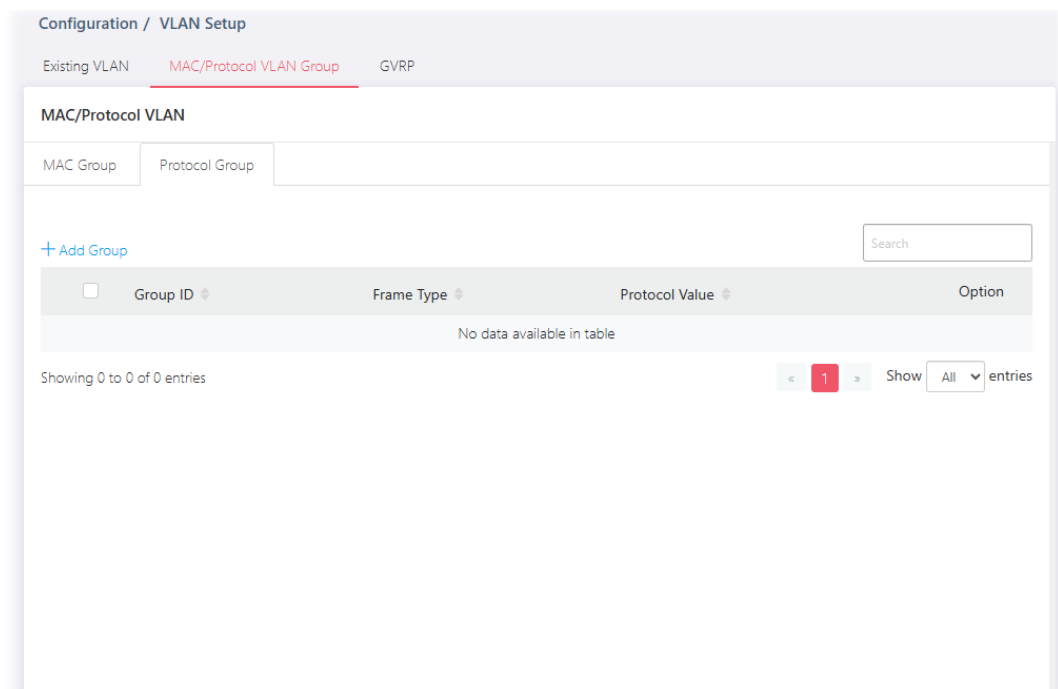 Configuration / VLAN Setup
Existing VLAN MAC/Protocol VLAN Group GVRP
MAC/Protocol VLAN
MAC Group Protocol Group
+ Add Group Search
Group ID Frame Type Protocol Value Option
No data available in table
Showing 0 to 0 of 0 entries « 1 » Show All entries